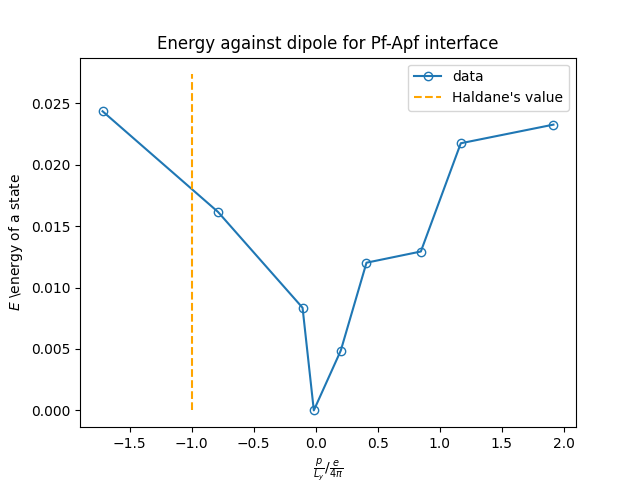 Energy against dipole for Pf-Apf interface
data
Haldane's value
0.025
0.020
0.015
0.010
0.005
0.000
E \energy of a state
−1.5 −1.0 −0.5 0.0 0.5 1.0 1.5 2.0
p/L_y / e/4π